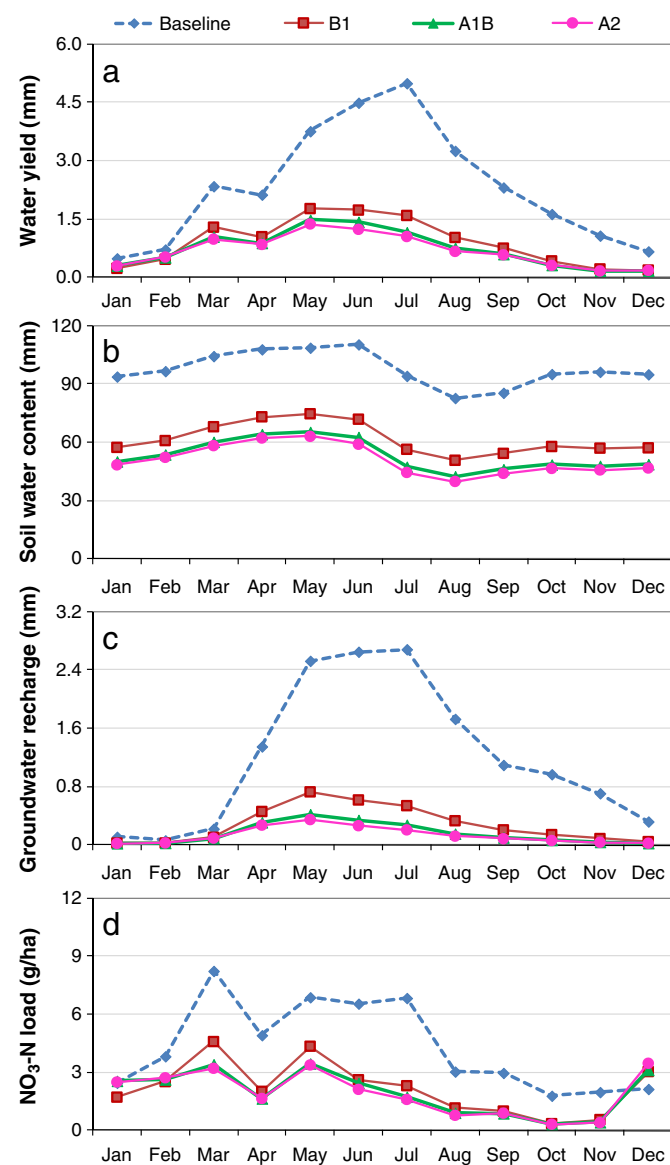 Baseline B1 A1B A2
a
Water yield (mm)
6.0
4.5
3.0
1.5
0.0
Jan Feb Mar Apr May Jun Jul Aug Sep Oct Nov Dec
b
Soil water content (mm)
120
90
60
30
0
Jan Feb Mar Apr May Jun Jul Aug Sep Oct Nov Dec
c
Groundwater recharge (mm)
3.2
2.4
1.6
0.8
0
Jan Feb Mar Apr May Jun Jul Aug Sep Oct Nov Dec
d
NO₃-N load (g/ha)
12
9
6
3
0
Jan Feb Mar Apr May Jun Jul Aug Sep Oct Nov Dec